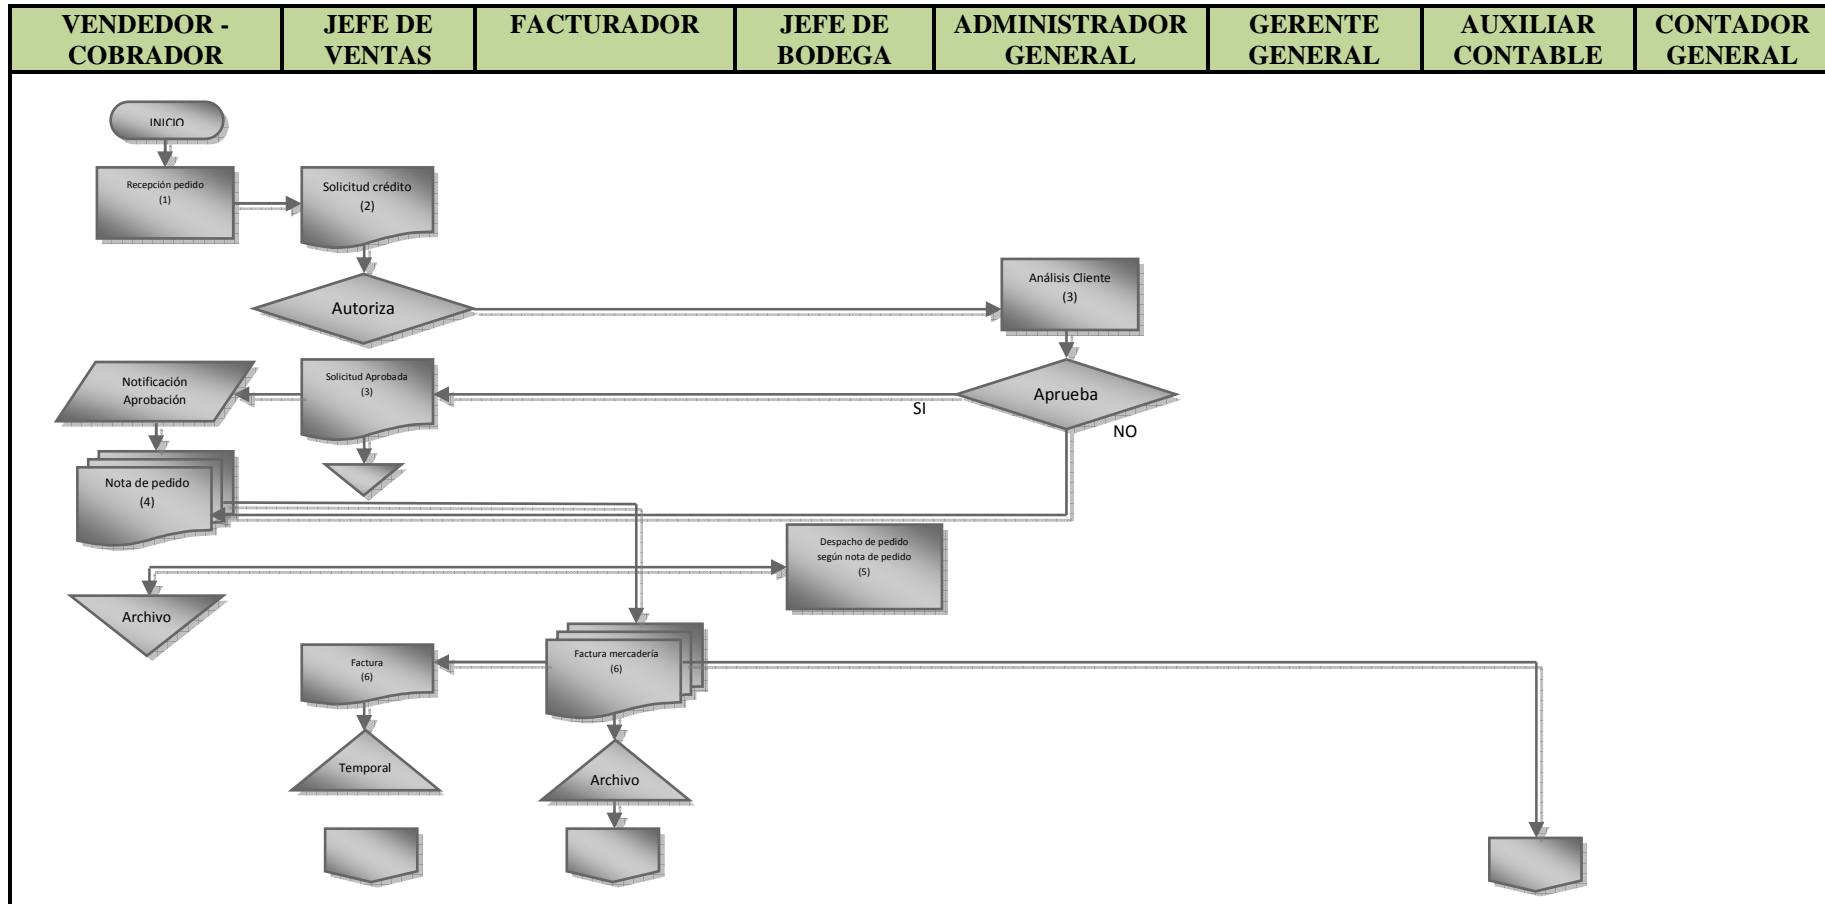 VENDEDOR -
COBRADOR
JEFE DE
VENTAS
FACTURADOR
JEFE DE
BODEGA
ADMINISTRADOR
GENERAL
GERENTE
GENERAL
AUXILIAR
CONTABLE
CONTADOR
GENERAL
INICIO
Recepción pedido
(1)
Solicitud crédito
(2)
Autoriza
Análisis Cliente
(3)
Notificación
Aprobación
Solicitud Aprobada
(3)
Aprueba
SI
NO
Nota de pedido
(4)
Despacho de pedido
según nota de pedido
(5)
Archivo
Factura
(6)
Factura mercadería
(6)
Temporal
Archivo